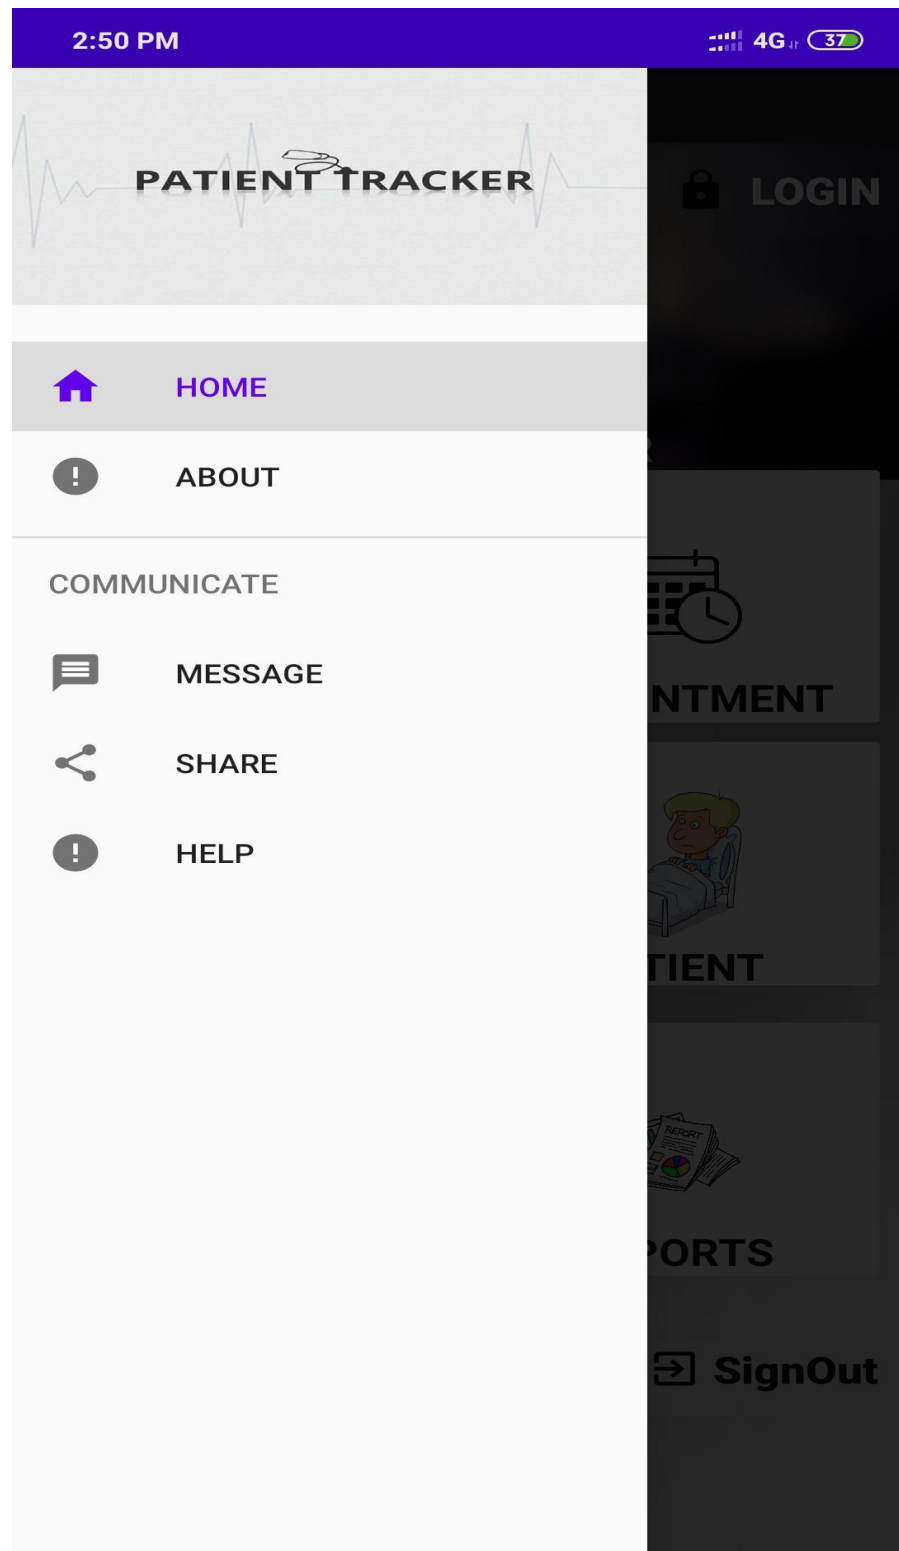 2:50 PM 4G 37
PATIENT TRACKER
LOGIN
HOME
ABOUT
R
COMMUNICATE
MESSAGE
NTMENT
SHARE
HELP
TIENT
REPORT
PORTS
SignOut